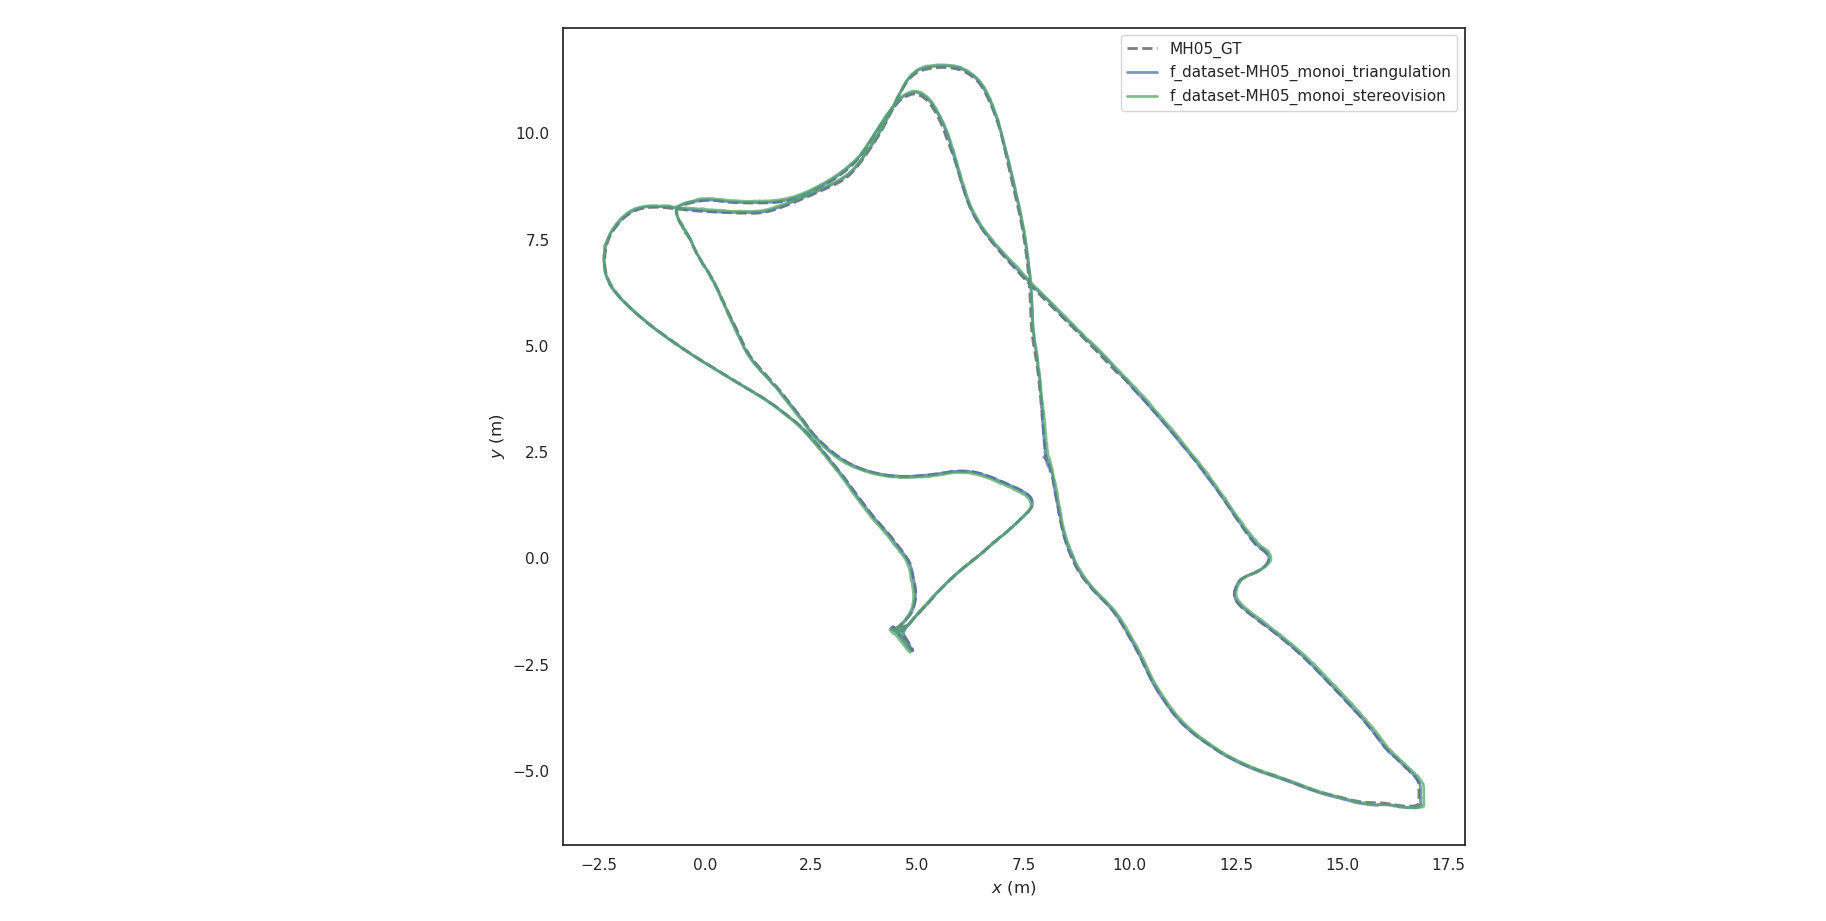 MH05_GT
f_dataset-MH05_monoi_triangulation
f_dataset-MH05_monoi_stereovision
10.0
7.5
5.0
2.5
0.0
−2.5
−5.0
y (m)
−2.5 0.0 2.5 5.0 7.5 10.0 12.5 15.0 17.5
x (m)